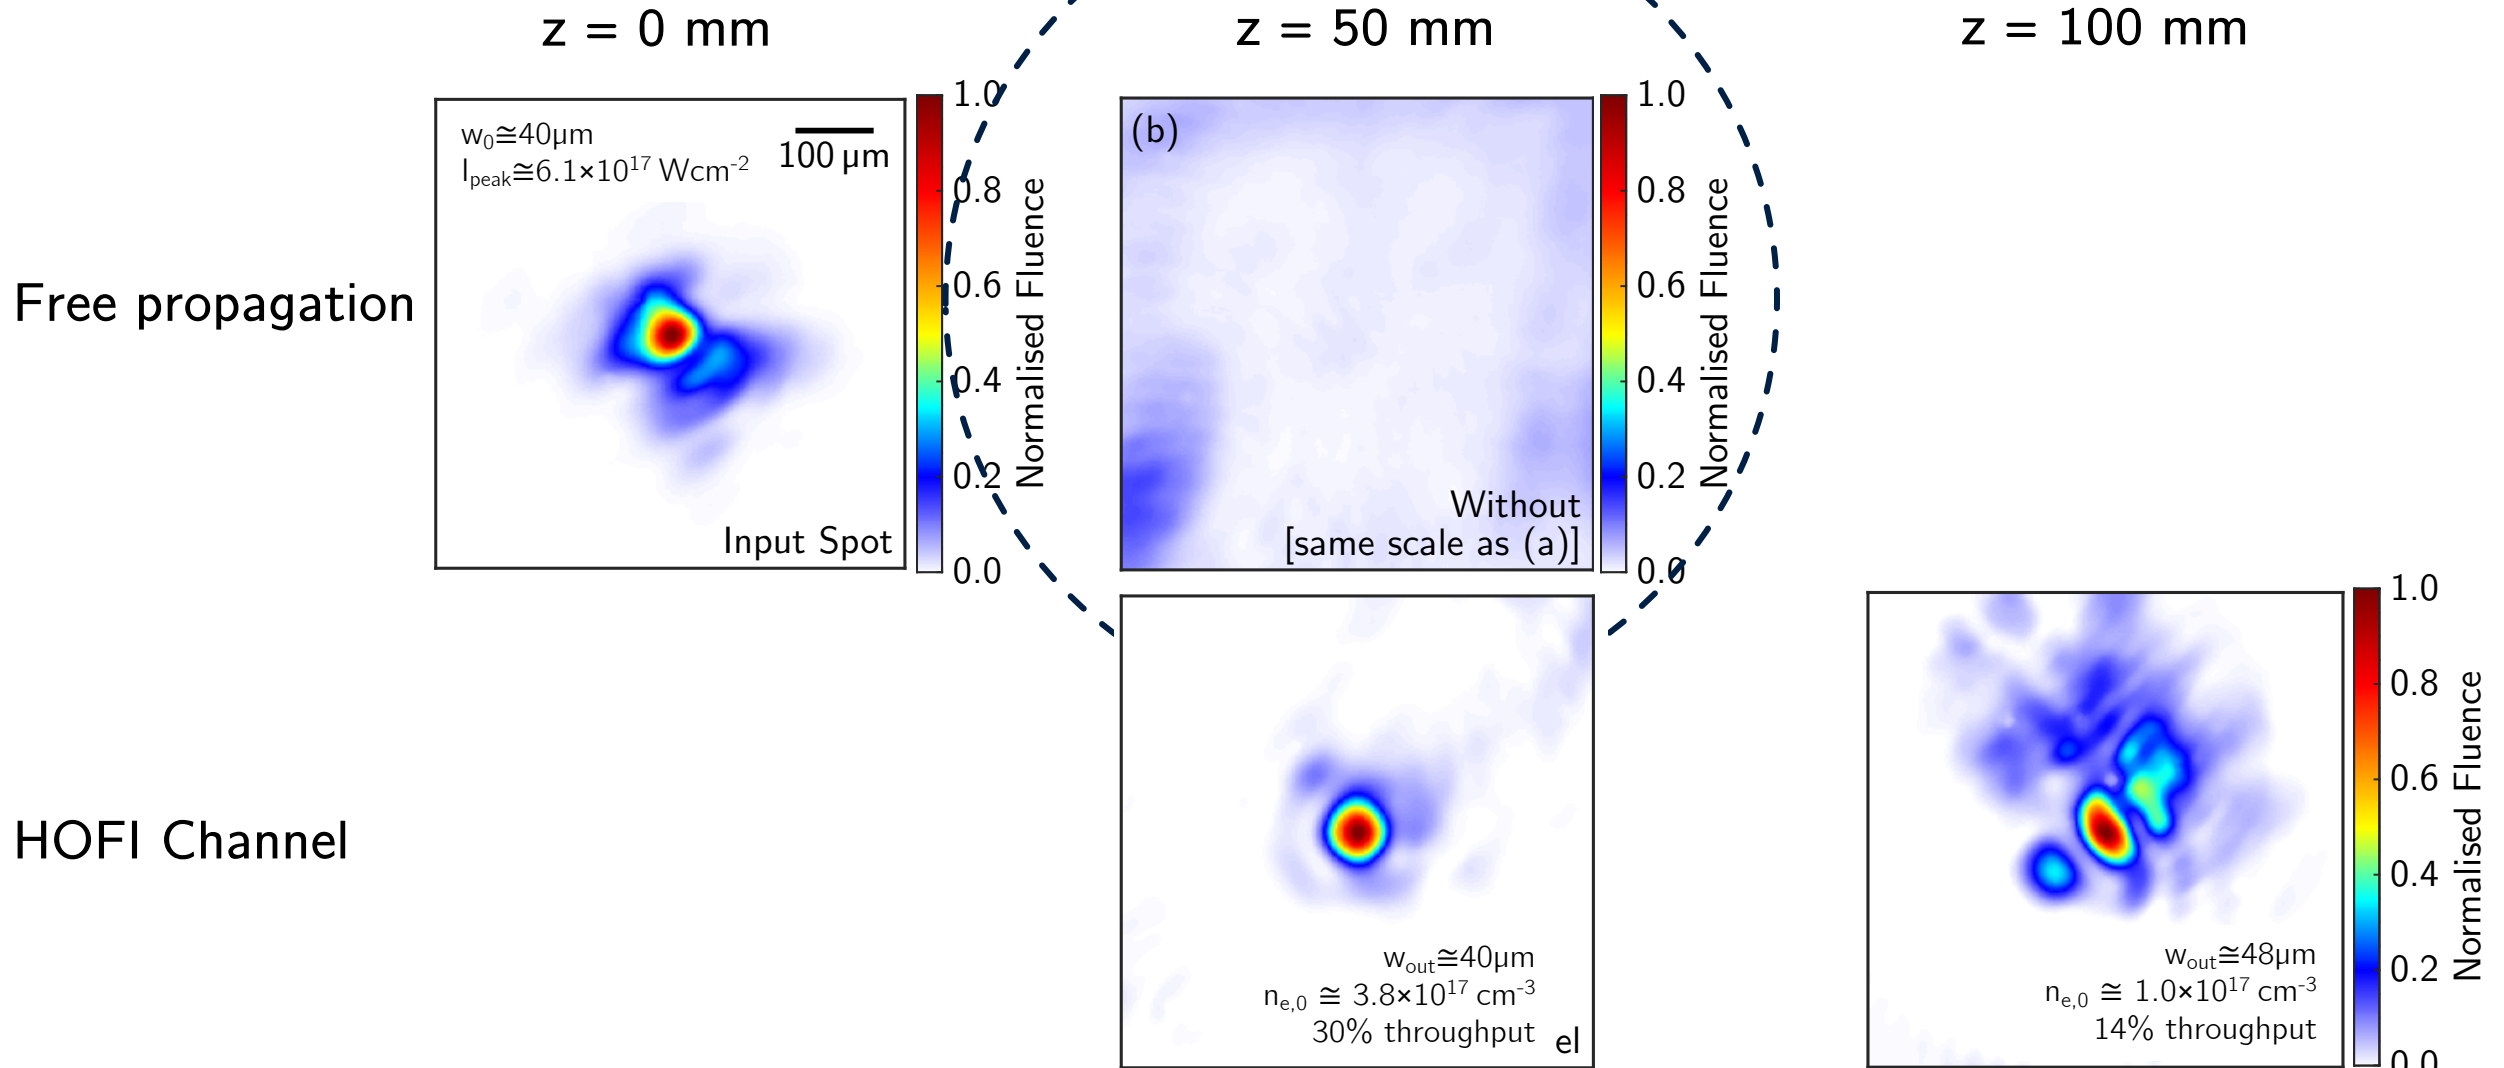 z = 0 mm
z = 50 mm
z = 100 mm
Free propagation
w₀≅40μm
Iₚₑₐₖ≅6.1×10¹⁷ Wcm⁻²
100 μm
Input Spot
1.0
0.8
0.6
0.4
0.2
0.0
Normalised Fluence
(b)
Without
[same scale as (a)]
1.0
0.8
0.6
0.4
0.2
0.0
Normalised Fluence
HOFI Channel
w_out≅40μm
n_e,0 ≅ 3.8×10¹⁷ cm⁻³
30% throughput
el
w_out≅48μm
n_e,0 ≅ 1.0×10¹⁷ cm⁻³
14% throughput
1.0
0.8
0.6
0.4
0.2
0.0
Normalised Fluence